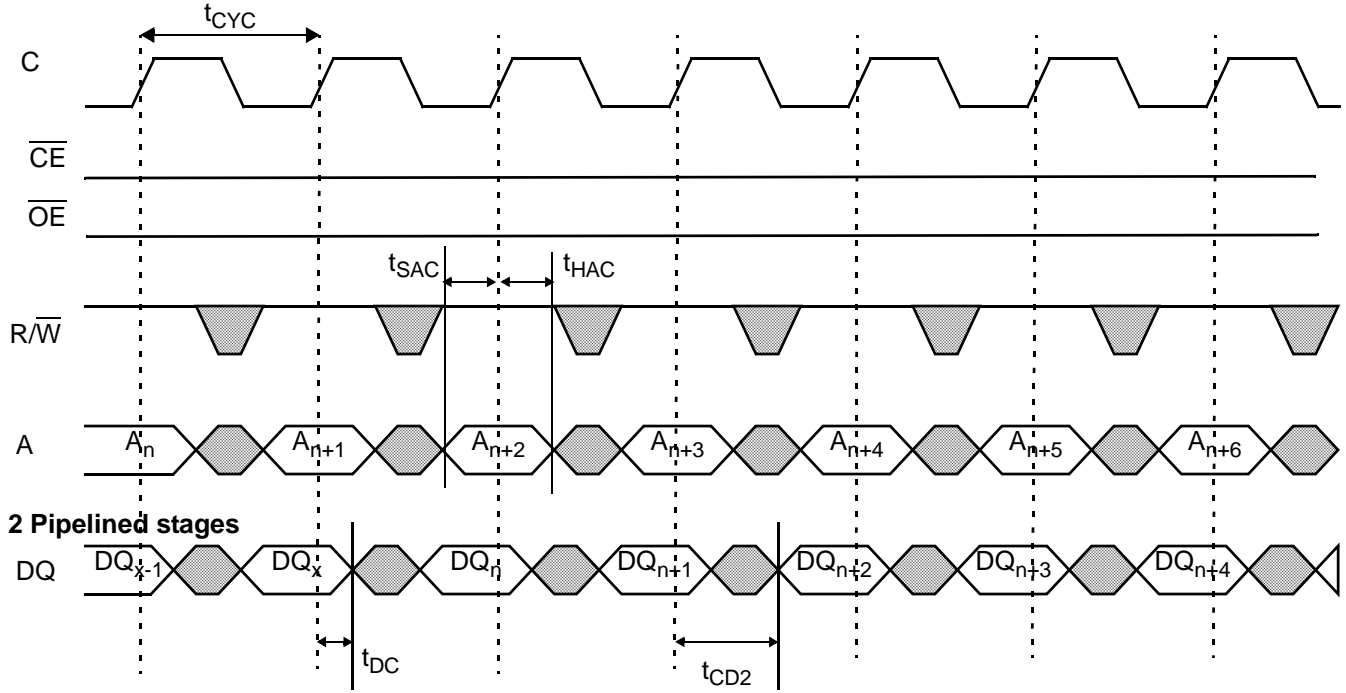 tCYC
C
CE
OE
tSAC tHAC
R/W
A An An+1 An+2 An+3 An+4 An+5 An+6
2 Pipelined stages
DQ DQx-1 DQx DQn DQn+1 DQn+2 DQn+3 DQn+4
tDC tCD2